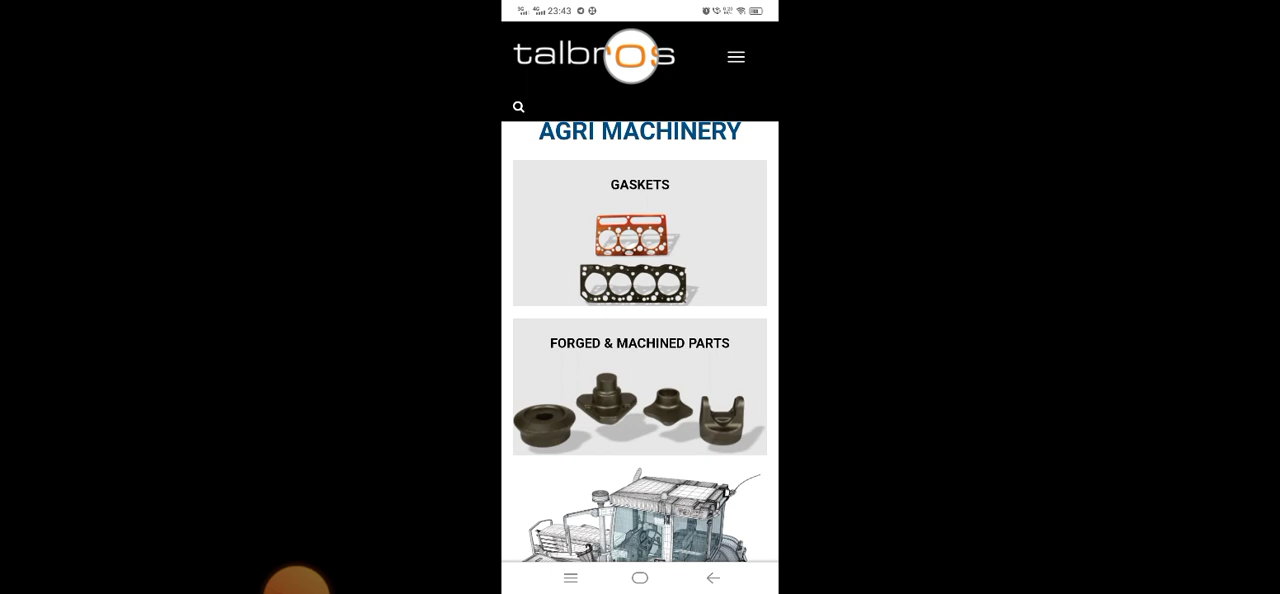 23:43
talbros
AGRI MACHINERY
GASKETS
FORGED & MACHINED PARTS